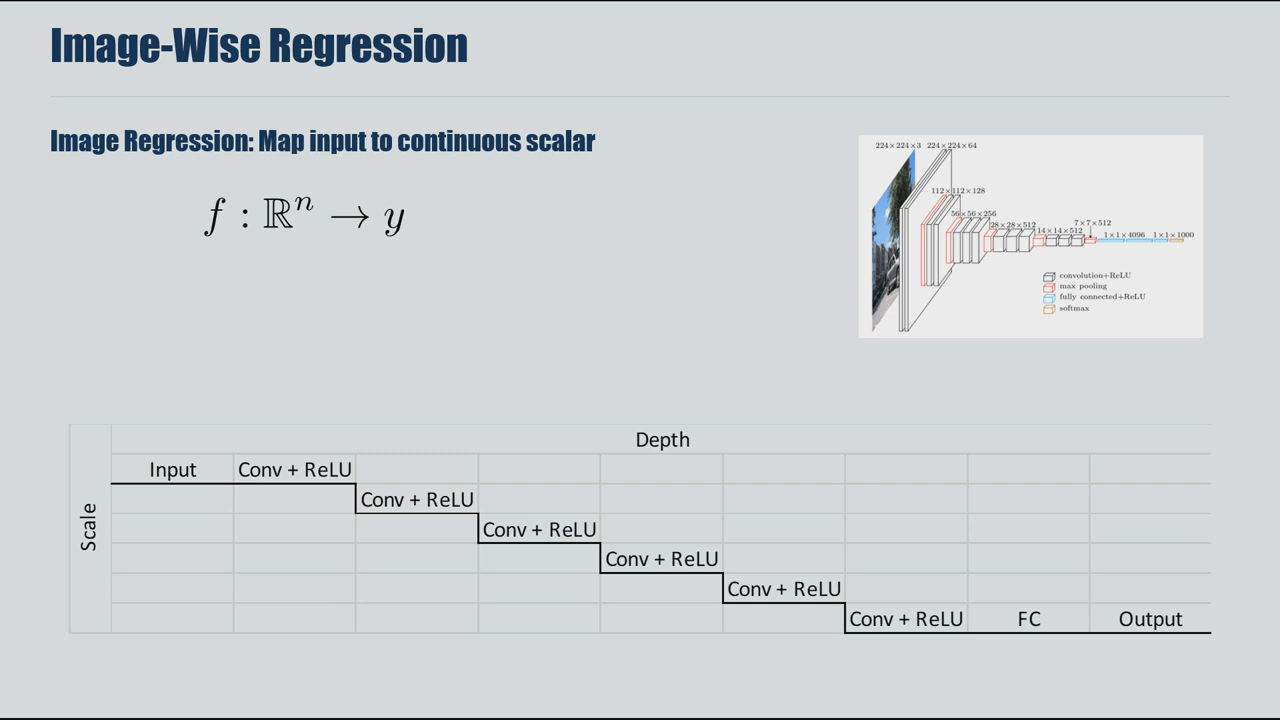 Image-Wise Regression
Image Regression: Map input to continuous scalar
f : ℝⁿ → y
224×224×3 224×224×64
112×112×128
56×56×256
28×28×512
14×14×512
7×7×512
1×1×4096 1×1×1000
convolution+ReLU
max pooling
fully connected+ReLU
softmax
Depth
Scale
Input Conv + ReLU
Conv + ReLU
Conv + ReLU
Conv + ReLU
Conv + ReLU
Conv + ReLU FC Output